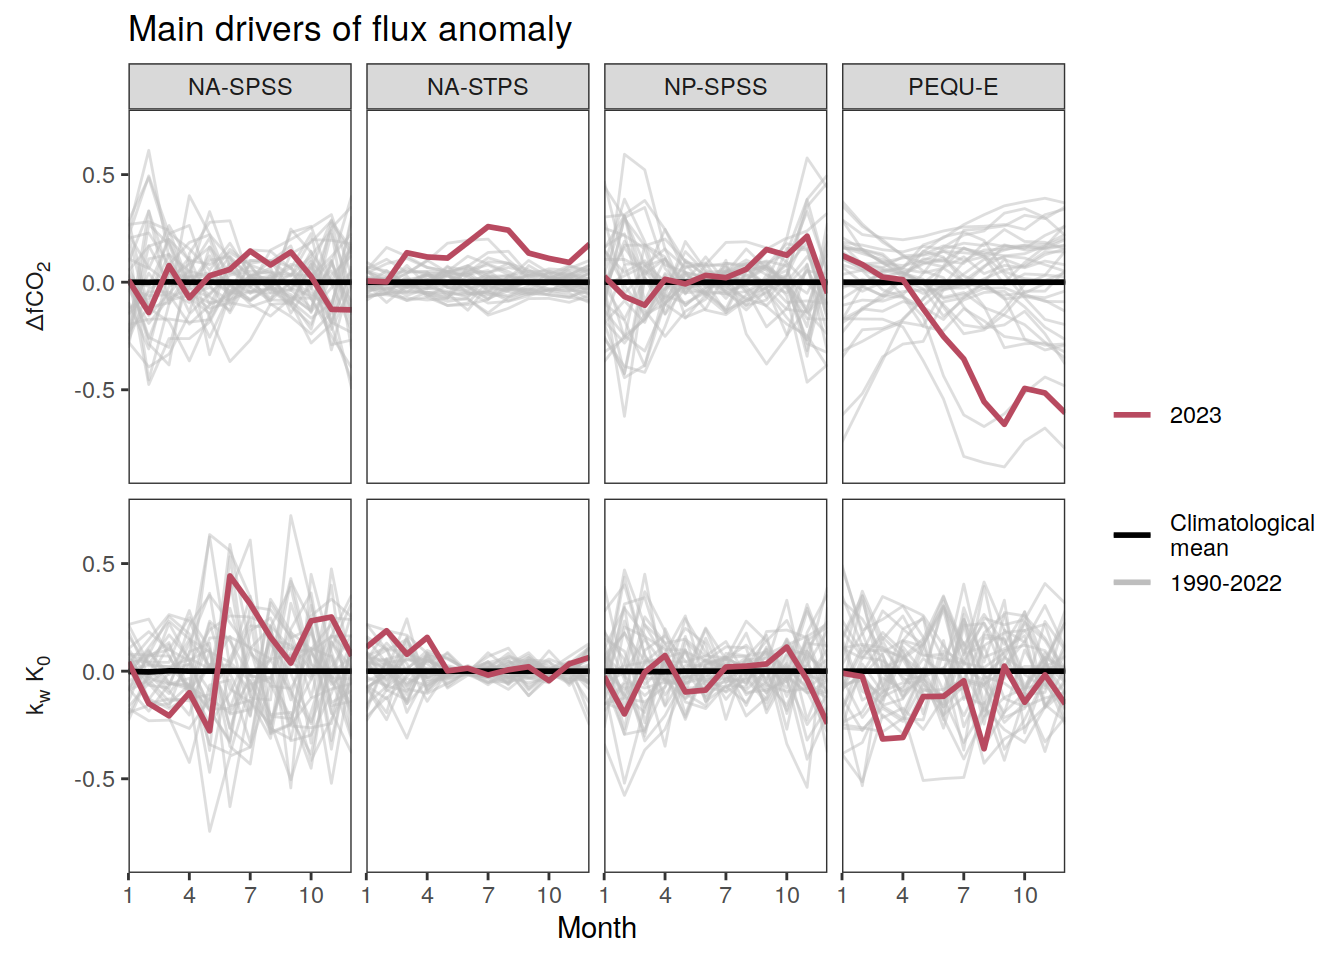 Main drivers of flux anomaly
NA-SPSS
NA-STPS
NP-SPSS
PEQU-E
ΔfCO₂
0.5
0.0
-0.5
k_w K₀
0.5
0.0
-0.5
1 4 7 10
1 4 7 10
1 4 7 10
1 4 7 10
Month
2023
Climatological
mean
1990-2022